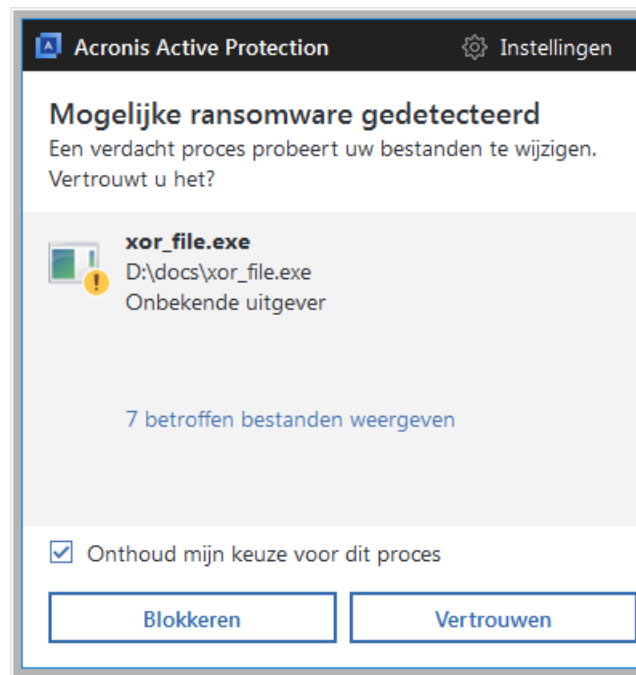 Acronis Active Protection
Instellingen
Mogelijke ransomware gedetecteerd
Een verdacht proces probeert uw bestanden te wijzigen.
Vertrouwt u het?
xor_file.exe
D:\docs\xor_file.exe
Onbekende uitgever
7 betroffen bestanden weergeven
Onthoud mijn keuze voor dit proces
Blokkeren
Vertrouwen